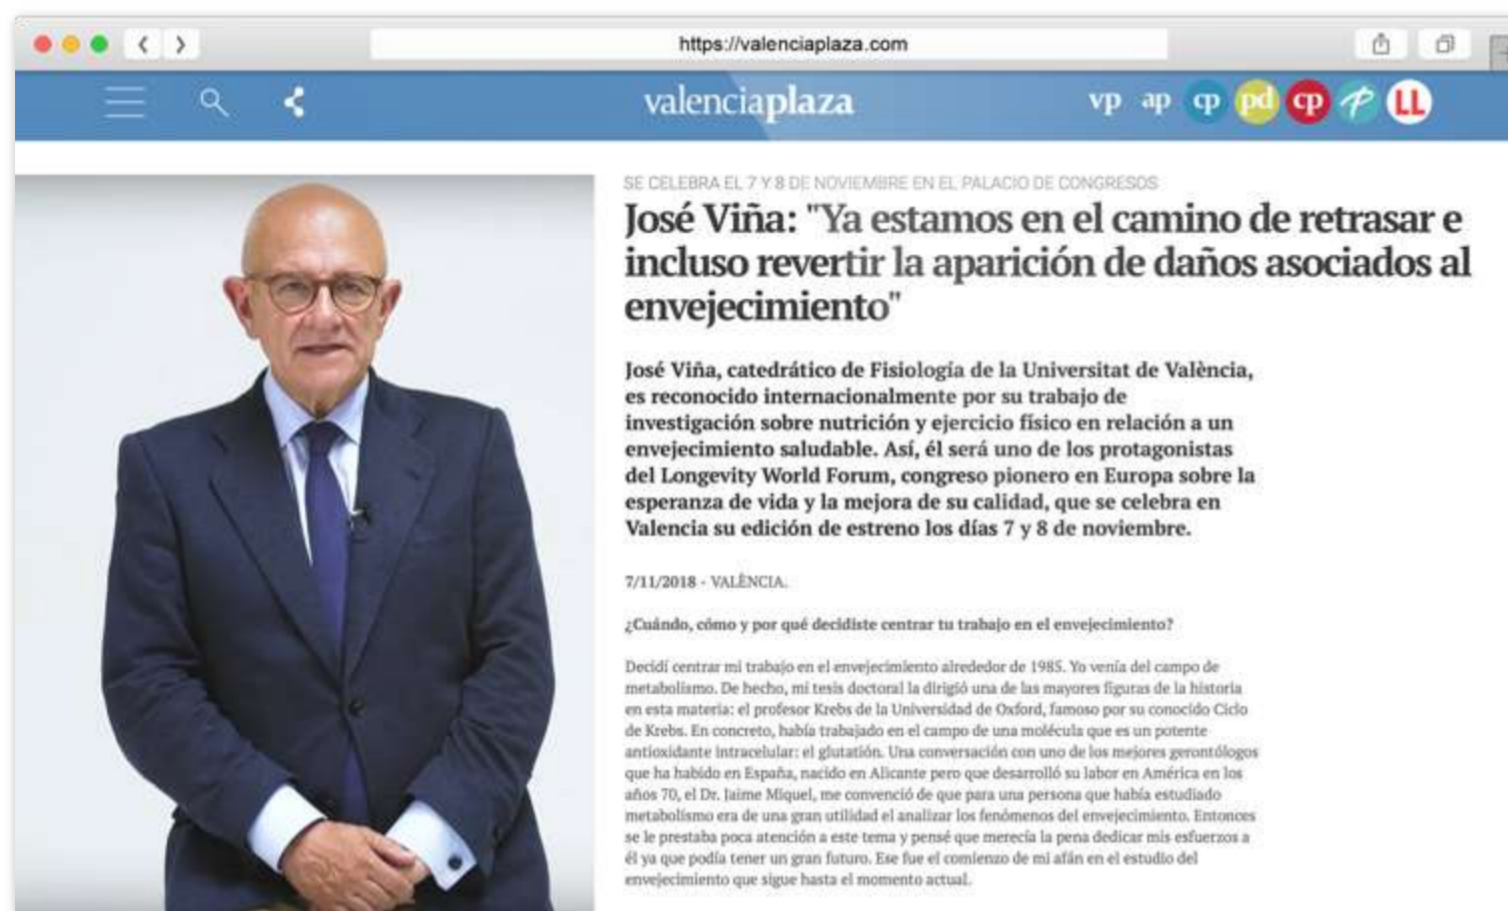 https://valenciaplaza.com
valenciaplaza
vp ap cp pd cp LL
SE CELEBRA EL 7 Y 8 DE NOVIEMBRE EN EL PALACIO DE CONGRESOS
José Viña: "Ya estamos en el camino de retrasar e
incluso revertir la aparición de daños asociados al
envejecimiento"
José Viña, catedrático de Fisiología de la Universitat de València,
es reconocido internacionalmente por su trabajo de
investigación sobre nutrición y ejercicio físico en relación a un
envejecimiento saludable. Así, él será uno de los protagonistas
del Longevity World Forum, congreso pionero en Europa sobre la
esperanza de vida y la mejora de su calidad, que se celebra en
Valencia su edición de estreno los días 7 y 8 de noviembre.
7/11/2018 - VALÈNCIA.
¿Cuándo, cómo y por qué decidiste centrar tu trabajo en el envejecimiento?
Decidí centrar mi trabajo en el envejecimiento alrededor de 1985. Yo venía del campo de
metabolismo. De hecho, mi tesis doctoral la dirigió una de las mayores figuras de la historia
en esta materia: el profesor Krebs de la Universidad de Oxford, famoso por su conocido Ciclo
de Krebs. En concreto, había trabajado en el campo de una molécula que es un potente
antioxidante intracelular: el glutatión. Una conversación con uno de los mejores gerontólogos
que ha habido en España, nacido en Alicante pero que desarrolló su labor en América en los
años 70, el Dr. Jaime Miquel, me convenció de que para una persona que había estudiado
metabolismo era de una gran utilidad el analizar los fenómenos del envejecimiento. Entonces
se le prestaba poca atención a este tema y pensé que merecía la pena dedicar mis esfuerzos a
él ya que podía tener un gran futuro. Ese fue el comienzo de mi afán en el estudio del
envejecimiento que sigue hasta el momento actual.